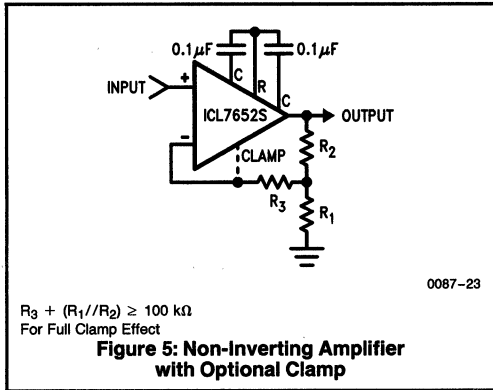 0.1μF 0.1μF
C
R
INPUT
+
C
ICL7652S
OUTPUT
R2
-
CLAMP
R3
R1
0087-23
R3 + (R1//R2) ≥ 100 kΩ
For Full Clamp Effect
Figure 5: Non-Inverting Amplifier
with Optional Clamp